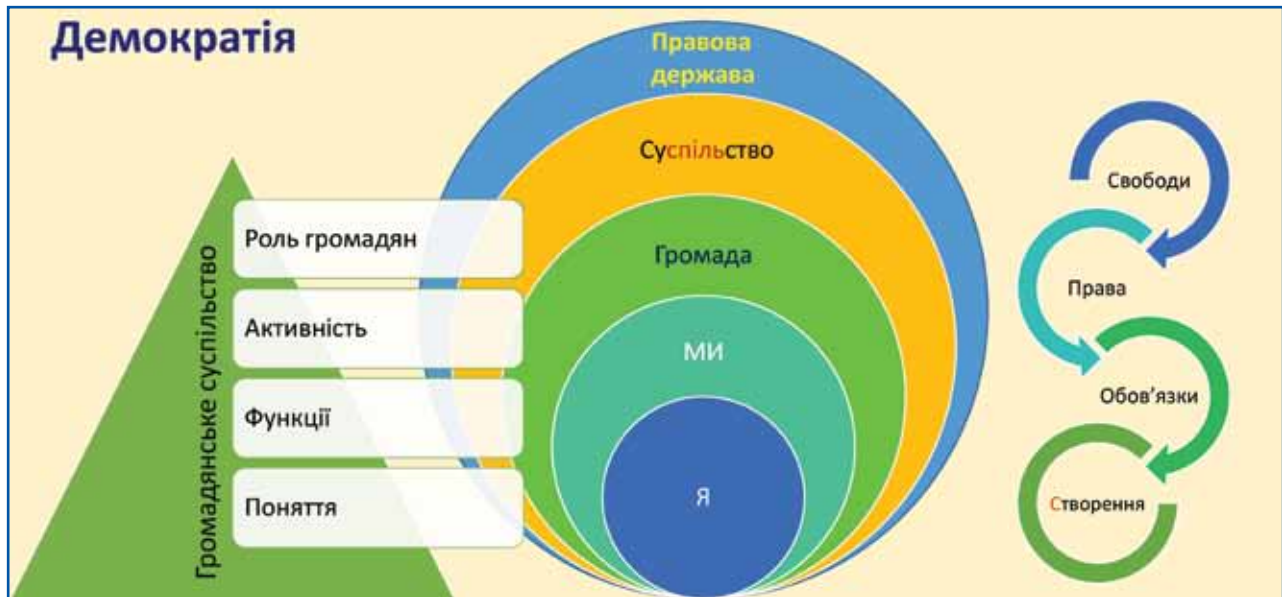 Демократія
Громадянське суспільство
Роль громадян
Активність
Функції
Поняття
Правова
держава
Суспільство
Громада
МИ
Я
Свободи
Права
Обов’язки
Створення